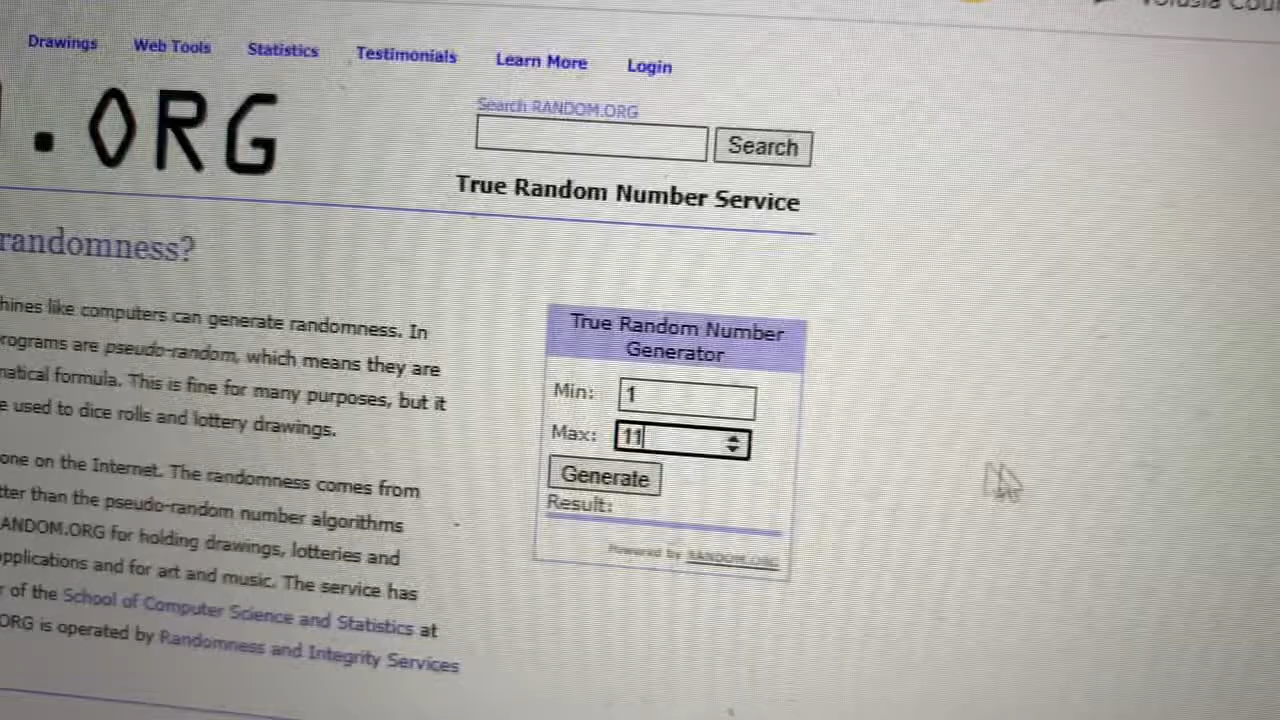 Drawings Web Tools Statistics Testimonials Learn More Login
.ORG
Search RANDOM.ORG
Search
True Random Number Service
randomness?
hines like computers can generate randomness. In
rograms are pseudo-random, which means they are
natical formula. This is fine for many purposes, but it
e used to dice rolls and lottery drawings.
one on the Internet. The randomness comes from
tter than the pseudo-random number algorithms
ANDOM.ORG for holding drawings, lotteries and
applications and for art and music. The service has
r of the School of Computer Science and Statistics at
ORG is operated by Randomness and Integrity Services
True Random Number
Generator
Min: 1
Max: 11
Generate
Result:
Powered by RANDOM.ORG